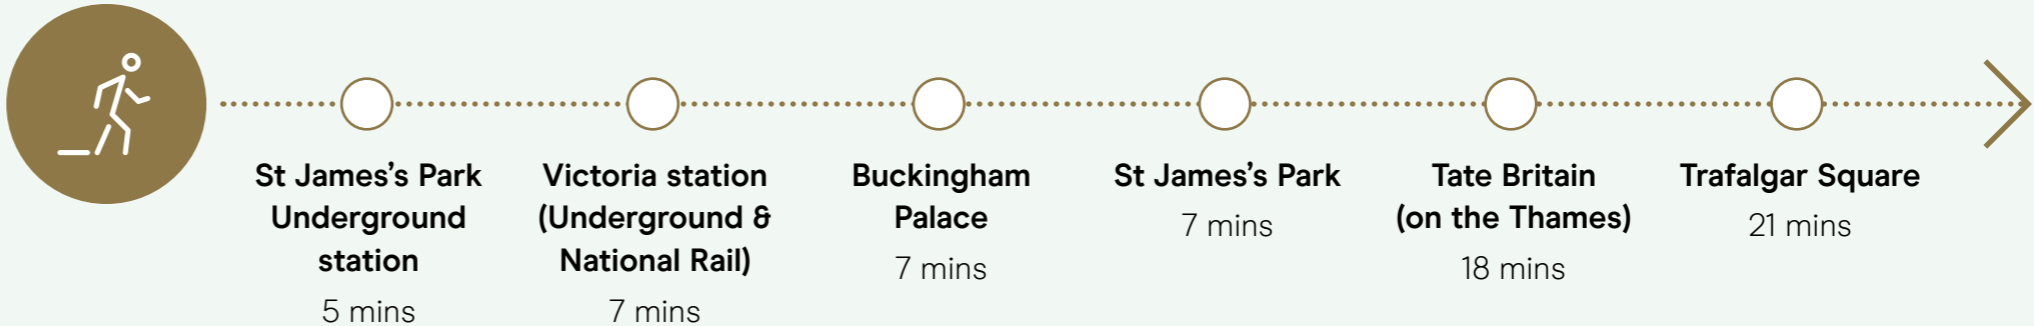 St James’s Park
Underground
station
5 mins
Victoria station
(Underground &
National Rail)
7 mins
Buckingham
Palace
7 mins
St James’s Park
7 mins
Tate Britain
(on the Thames)
18 mins
Trafalgar Square
21 mins